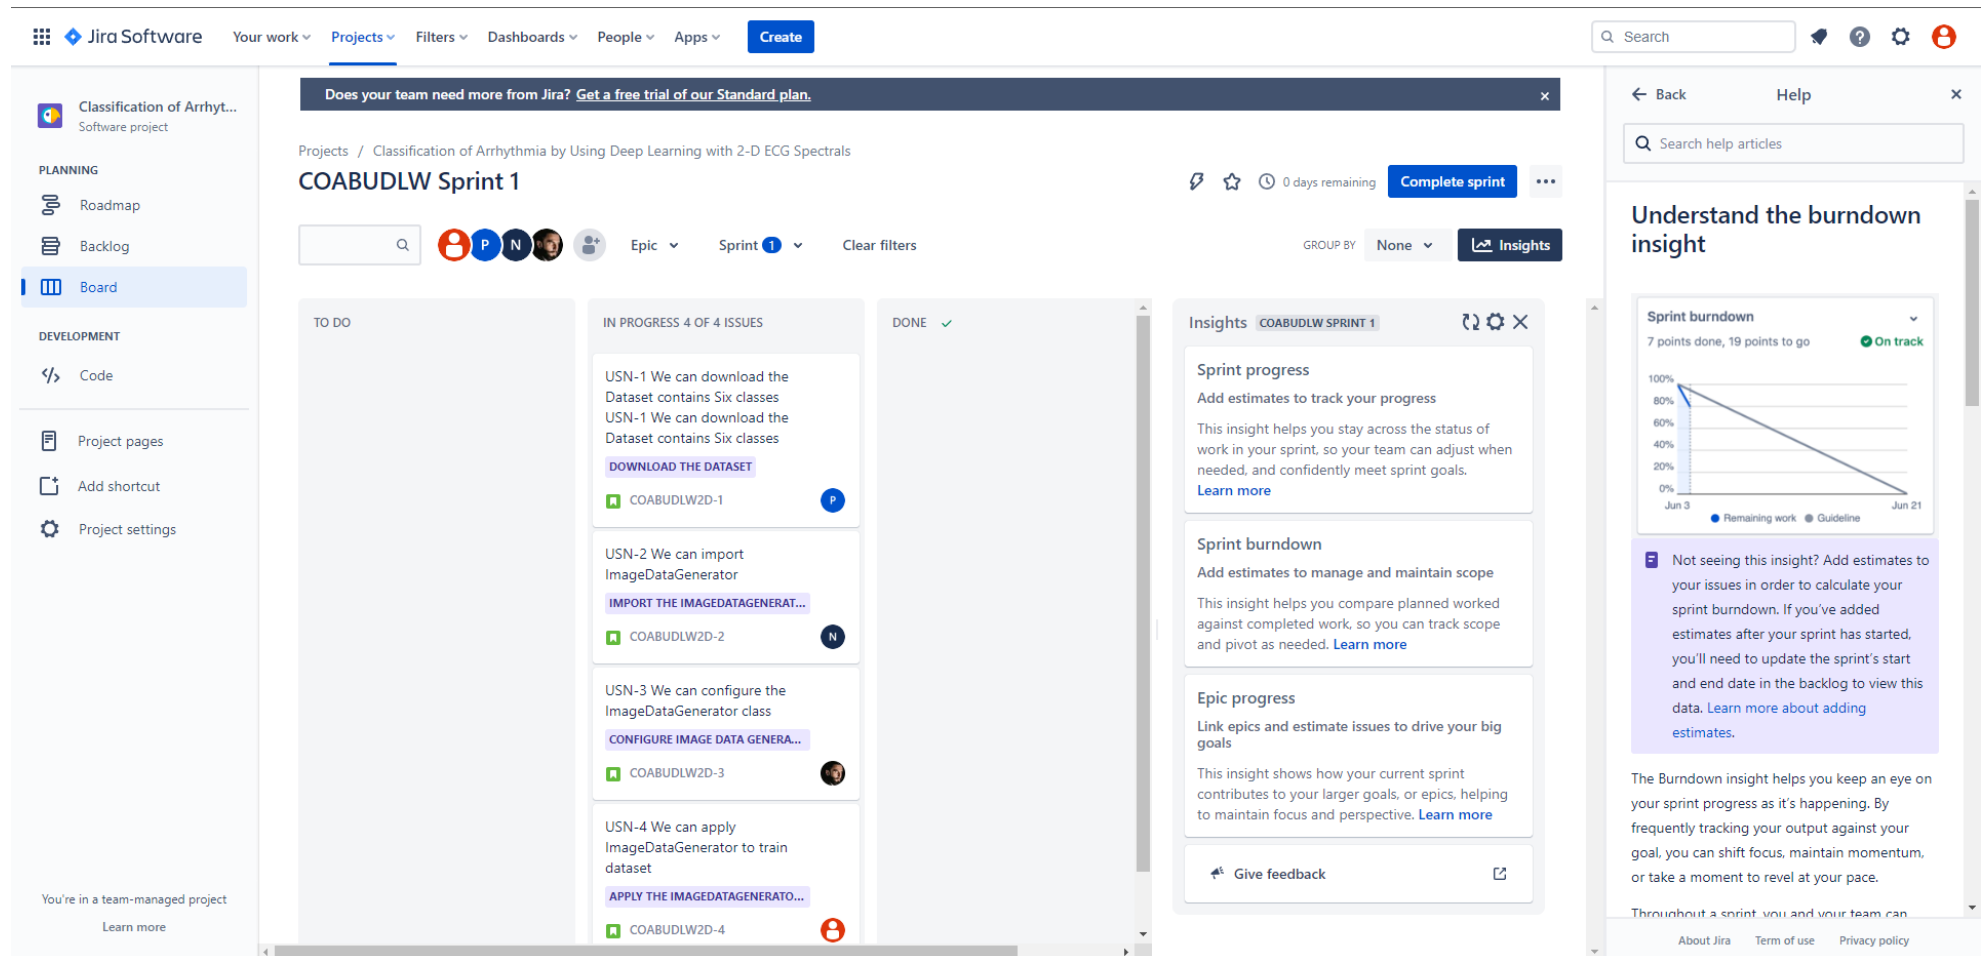 Jira Software
Your work
Projects
Filters
Dashboards
People
Apps
Create
Search
Classification of Arrhyt...
Software project
PLANNING
Roadmap
Backlog
Board
DEVELOPMENT
Code
Project pages
Add shortcut
Project settings
You're in a team-managed project
Learn more
Does your team need more from Jira? Get a free trial of our Standard plan.
Projects / Classification of Arrhythmia by Using Deep Learning with 2-D ECG Spectrals
COABUDLW Sprint 1
0 days remaining
Complete sprint
P
N
Epic
Sprint 1
Clear filters
GROUP BY
None
Insights
TO DO
IN PROGRESS 4 OF 4 ISSUES
USN-1 We can download the
Dataset contains Six classes
USN-1 We can download the
Dataset contains Six classes
DOWNLOAD THE DATASET
COABUDLW2D-1
P
USN-2 We can import
ImageDataGenerator
IMPORT THE IMAGEDATAGENERAT...
COABUDLW2D-2
N
USN-3 We can configure the
ImageDataGenerator class
CONFIGURE IMAGE DATA GENERA...
COABUDLW2D-3
USN-4 We can apply
ImageDataGenerator to train
dataset
APPLY THE IMAGEDATAGENERATO...
COABUDLW2D-4
DONE
Insights COABUDLW SPRINT 1
Sprint progress
Add estimates to track your progress
This insight helps you stay across the status of
work in your sprint, so your team can adjust when
needed, and confidently meet sprint goals.
Learn more
Sprint burndown
Add estimates to manage and maintain scope
This insight helps you compare planned worked
against completed work, so you can track scope
and pivot as needed. Learn more
Epic progress
Link epics and estimate issues to drive your big
goals
This insight shows how your current sprint
contributes to your larger goals, or epics, helping
to maintain focus and perspective. Learn more
Give feedback
Back
Help
Search help articles
Understand the burndown
insight
Sprint burndown
7 points done, 19 points to go
On track
100%
80%
60%
40%
20%
0%
Jun 3
Jun 21
Remaining work
Guideline
Not seeing this insight? Add estimates to
your issues in order to calculate your
sprint burndown. If you've added
estimates after your sprint has started,
you'll need to update the sprint's start
and end date in the backlog to view this
data. Learn more about adding
estimates.
The Burndown insight helps you keep an eye on
your sprint progress as it's happening. By
frequently tracking your output against your
goal, you can shift focus, maintain momentum,
or take a moment to revel at your pace.
Throughout a sprint, you and your team can
About Jira
Term of use
Privacy policy